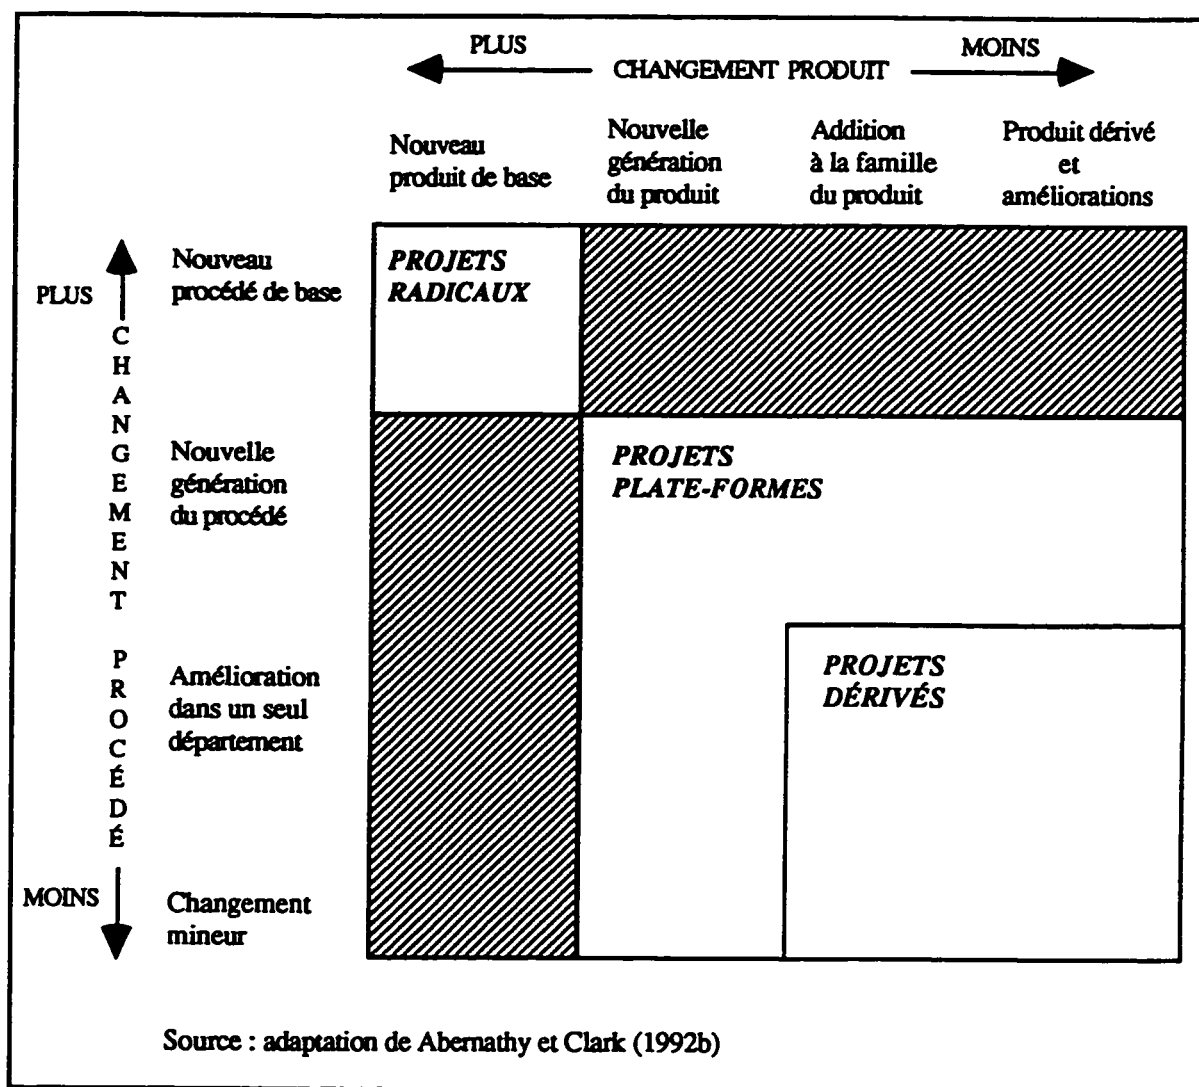 PLUS MOINS
CHANGEMENT PRODUIT
Nouveau
produit de base
Nouvelle
génération
du produit
Addition
à la famille
du produit
Produit dérivé
et
améliorations
PLUS
CHANGEMENT PROCÉDÉ
MOINS
Nouveau
procédé de base
PROJETS
RADICAUX
Nouvelle
génération
du procédé
PROJETS
PLATE-FORMES
Amélioration
dans un seul
département
PROJETS
DÉRIVÉS
Changement
mineur
Source : adaptation de Abernathy et Clark (1992b)